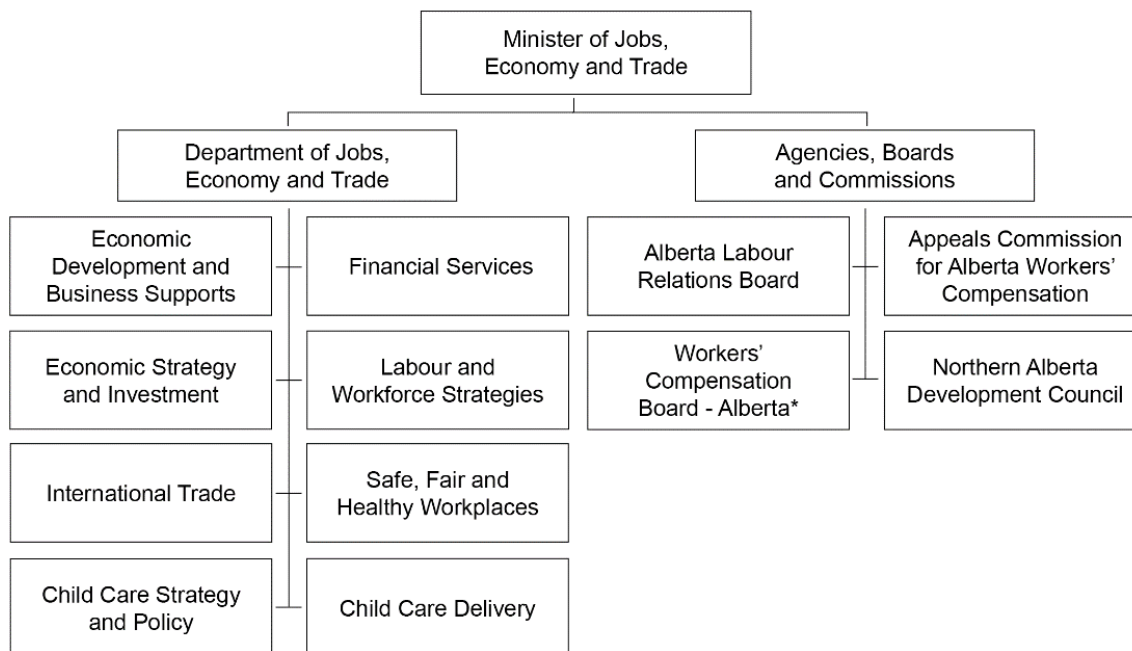 Minister of Jobs,
Economy and Trade
Department of Jobs,
Economy and Trade
Agencies, Boards
and Commissions
Economic
Development and
Business Supports
Financial Services
Alberta Labour
Relations Board
Appeals Commission
for Alberta Workers’
Compensation
Economic Strategy
and Investment
Labour and
Workforce Strategies
Workers’
Compensation
Board - Alberta*
Northern Alberta
Development Council
International Trade
Safe, Fair and
Healthy Workplaces
Child Care Strategy
and Policy
Child Care Delivery